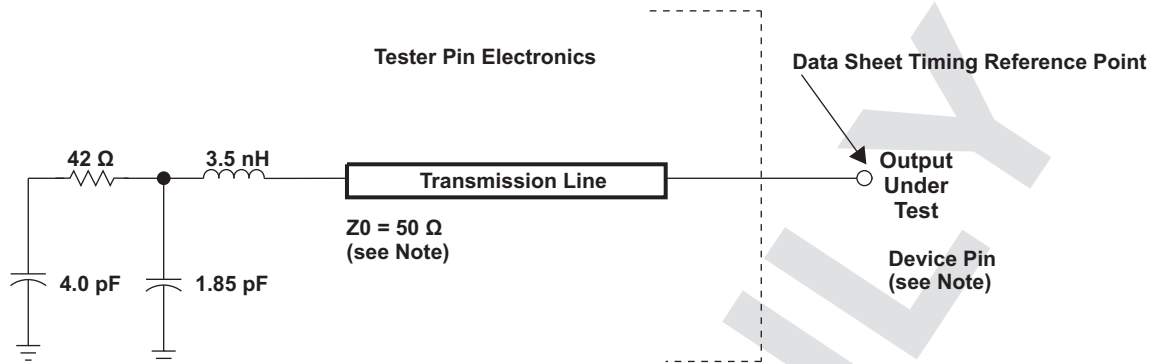 Tester Pin Electronics
Data Sheet Timing Reference Point
42 Ω
3.5 nH
Transmission Line
Output
Under
Test
Z0 = 50 Ω
(see Note)
Device Pin
(see Note)
4.0 pF
1.85 pF